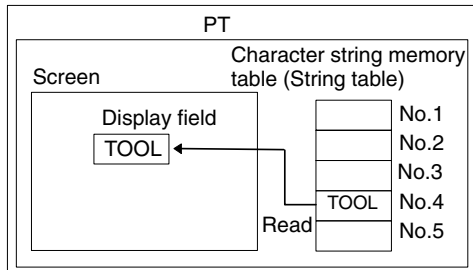 PT
Character string memory
table (String table)
Screen
Display field
TOOL
No.1
No.2
No.3
TOOL No.4
Read
No.5